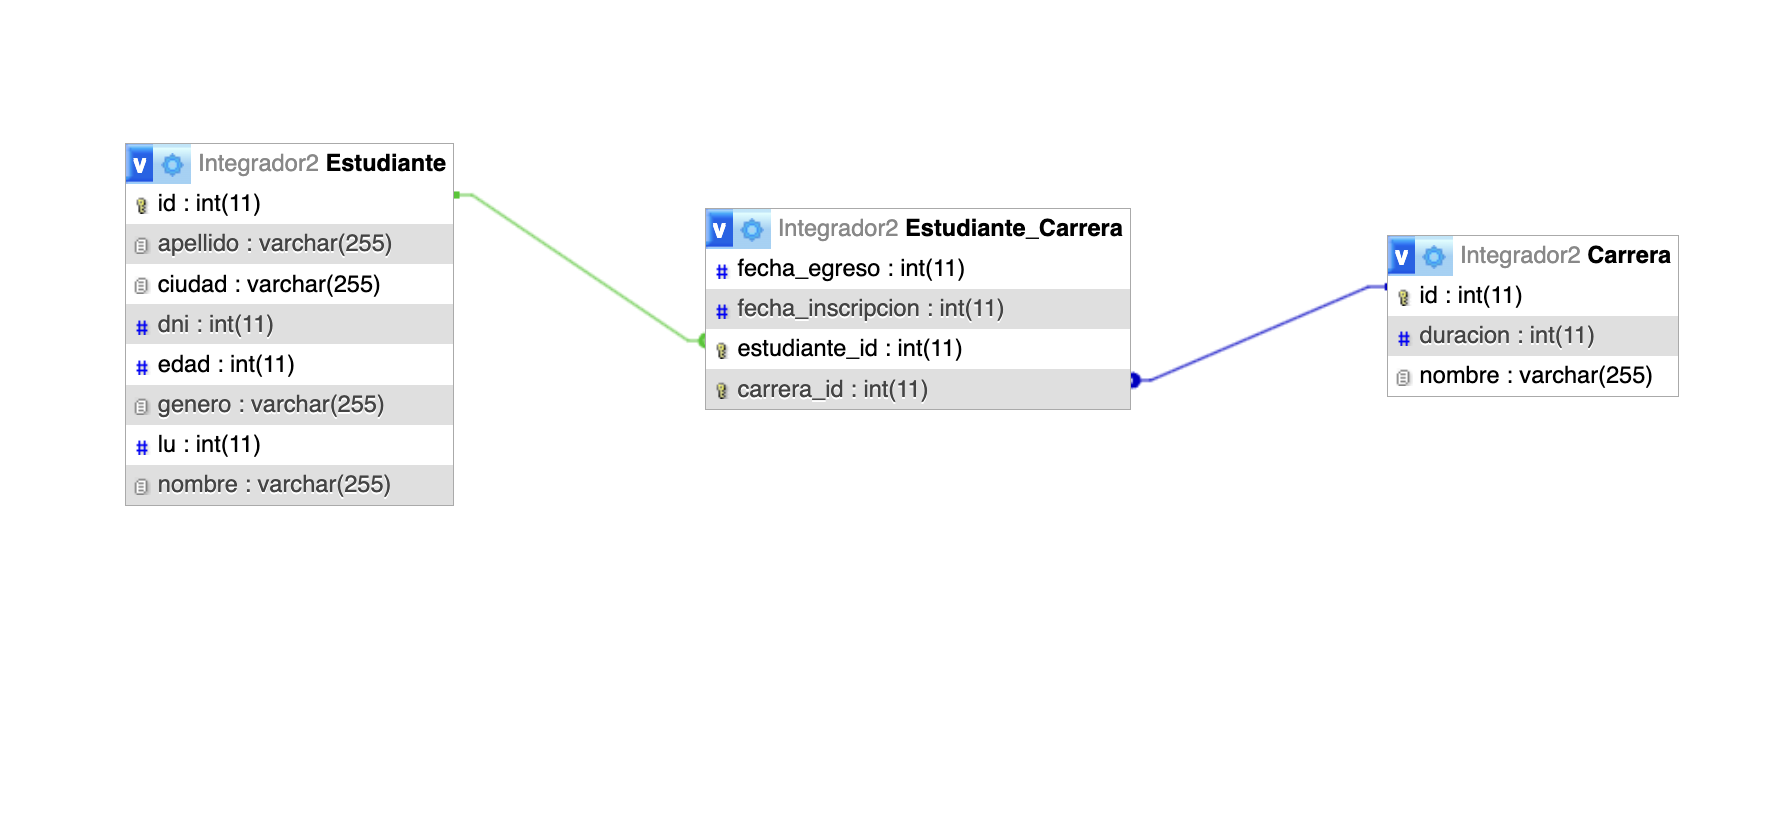 v Integrador2 Estudiante
id : int(11)
apellido : varchar(255)
ciudad : varchar(255)
# dni : int(11)
# edad : int(11)
genero : varchar(255)
# lu : int(11)
nombre : varchar(255)
v Integrador2 Estudiante_Carrera
# fecha_egreso : int(11)
# fecha_inscripcion : int(11)
estudiante_id : int(11)
carrera_id : int(11)
v Integrador2 Carrera
id : int(11)
# duracion : int(11)
nombre : varchar(255)